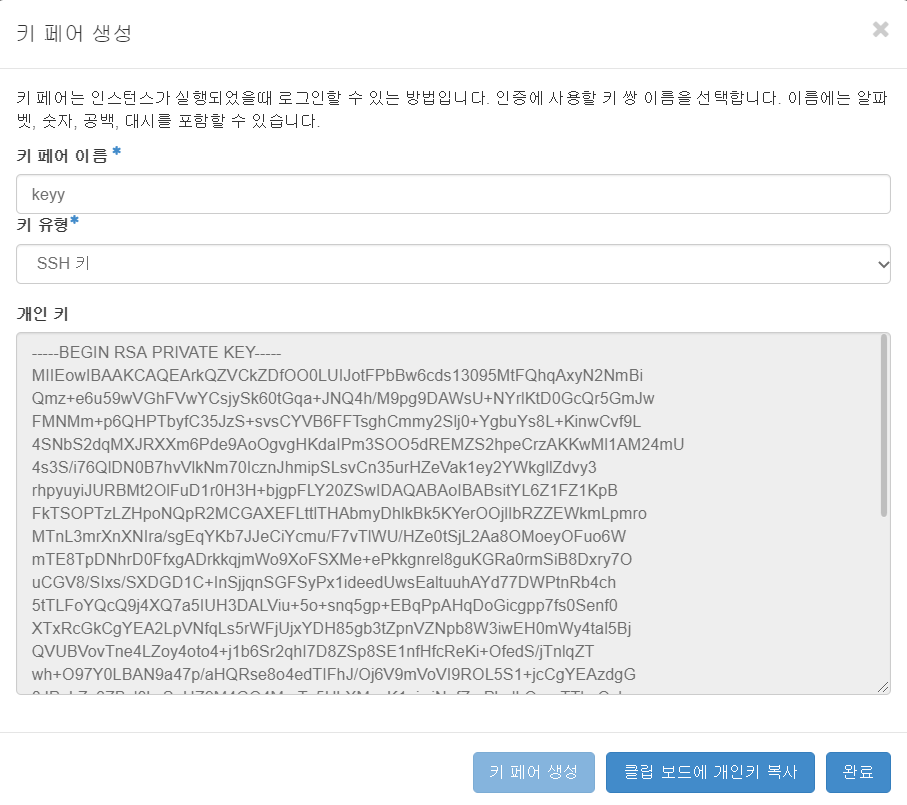 키 페어 생성
키 페어는 인스턴스가 실행되었을때 로그인할 수 있는 방법입니다. 인증에 사용할 키 쌍 이름을 선택합니다. 이름에는 알파
벳, 숫자, 공백, 대시를 포함할 수 있습니다.
키 페어 이름 *
keyy
키 유형*
SSH 키
개인 키
-----BEGIN RSA PRIVATE KEY-----
MIIEowIBAAKCAQEArkQZVCkZDfOO0LUIJotFPbBw6cds13095MtFQhqAxyN2NmBi
Qmz+e6u59wVGhFVwYCsjySk60tGqa+JNQ4h/M9pg9DAWsU+NYrlKtD0GcQr5GmJw
FMNMm+p6QHPTbyfC35JzS+svsCYVB6FFTsghCmmy2Slj0+YgbuYs8L+KinwCvf9L
4SNbS2dqMXJRXXm6Pde9AoOgvgHKdaIPm3SOO5dREMZS2hpeCrzAKKwMl1AM24mU
4s3S/i76QlDN0B7hvVlkNm70lcznJhmipSLsvCn35urHZeVak1ey2YWkgllZdvy3
rhpyuyiJURBMt2OlFuD1r0H3H+bjgpFLY20ZSwIDAQABAoIBABsitYL6Z1FZ1KpB
FkTSOPTzLZHpoNQpR2MCGAXEFLttlTHAbmyDhlkBk5KYerOOjlIbRZZEWkmLpmro
MTnL3mrXnXNIra/sgEqYKb7JJeCiYcmu/F7vTlWU/HZe0tSjL2Aa8OMoeyOFuo6W
mTE8TpDNhrD0FfxgADrkkqjmWo9XoFSXMe+ePkkgnrel8guKGRa0rmSiB8Dxry7O
uCGV8/Slxs/SXDGD1C+InSjjqnSGFSyPx1ideedUwsEaltuuhAYd77DWPtnRb4ch
5tTLFoYQcQ9j4XQ7a5lUH3DALViu+5o+snq5gp+EBqPpAHqDoGicgpp7fs0Senf0
XTxRcGkCgYEA2LpVNfqLs5rWFjUjxYDH85gb3tZpnVZNpb8W3iwEH0mWy4tal5Bj
QVUBVovTne4LZoy4oto4+j1b6Sr2qhl7D8ZSp8SE1nfHfcReKi+OfedS/jTnlqZT
wh+O97Y0LBAN9a47p/aHQRse8o4edTlFhJ/Oj6V9mVoVl9ROL5S1+jcCgYEAzdgG
키 페어 생성
클립 보드에 개인키 복사
완료